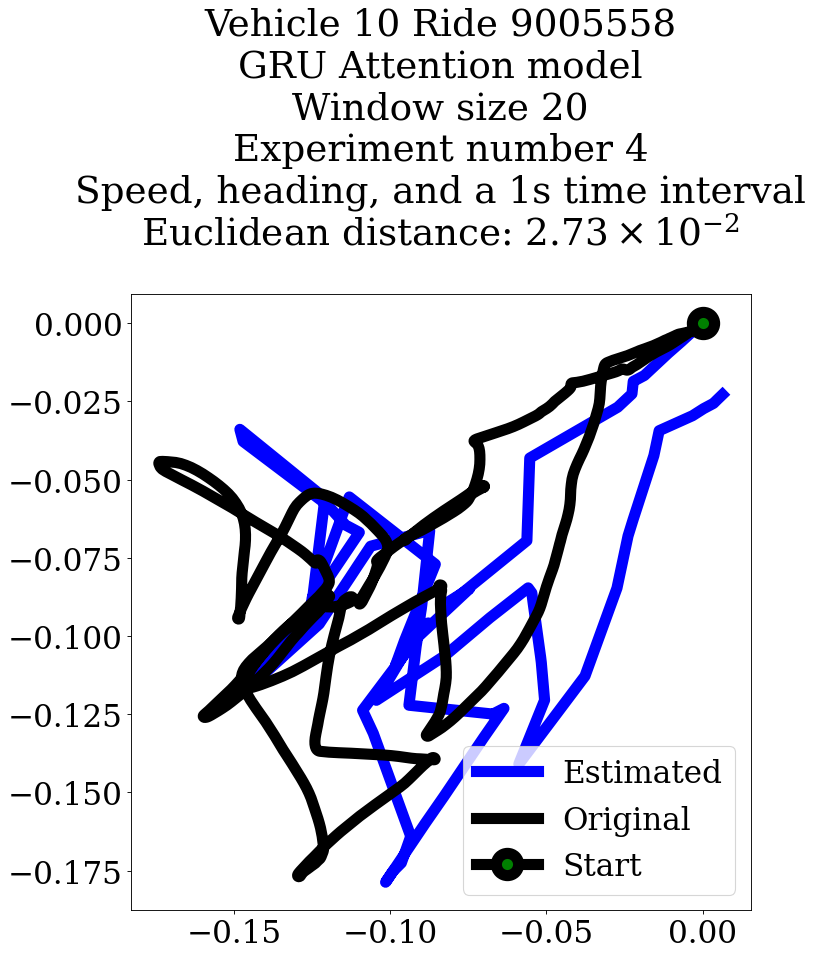 Vehicle 10 Ride 9005558
GRU Attention model
Window size 20
Experiment number 4
Speed, heading, and a 1s time interval
Euclidean distance: 2.73 × 10⁻²
0.000
−0.025
−0.050
−0.075
−0.100
−0.125
−0.150
−0.175
Estimated
Original
Start
−0.15 −0.10 −0.05 0.00